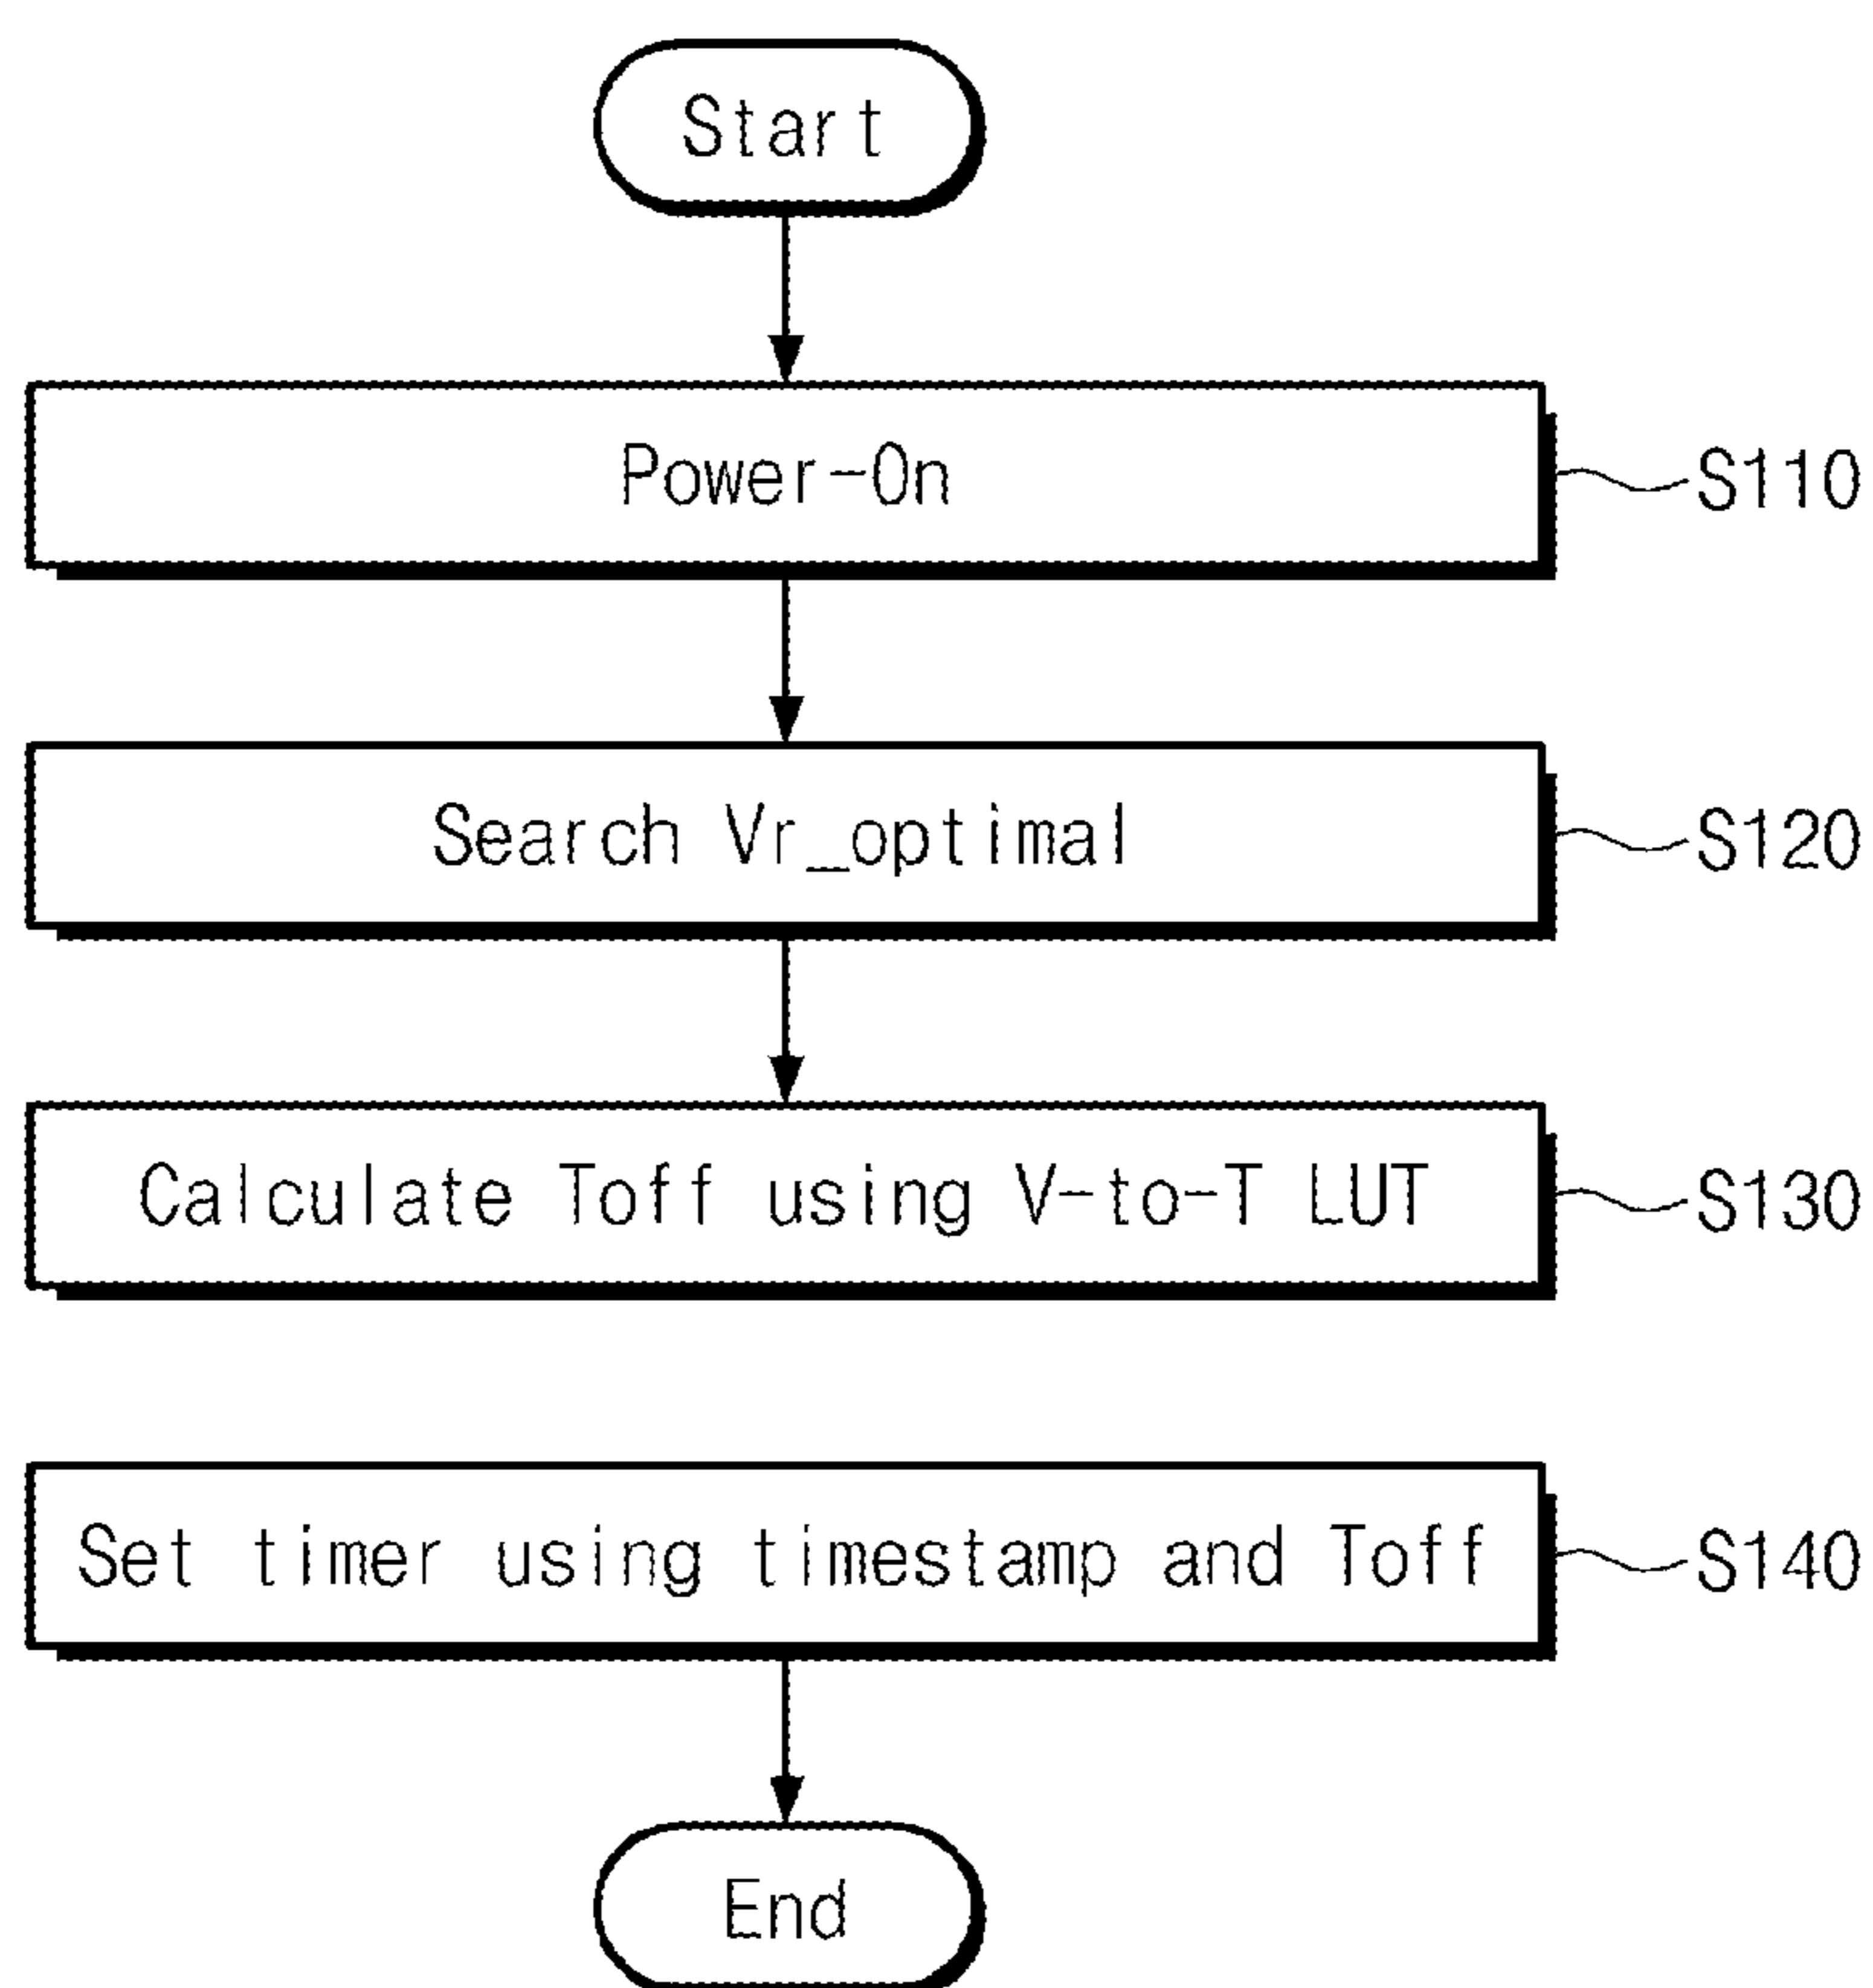 Start
Power-On
S110
Search Vr_optimal
S120
Calculate Toff using V-to-T LUT
S130
Set timer using timestamp and Toff
S140
End